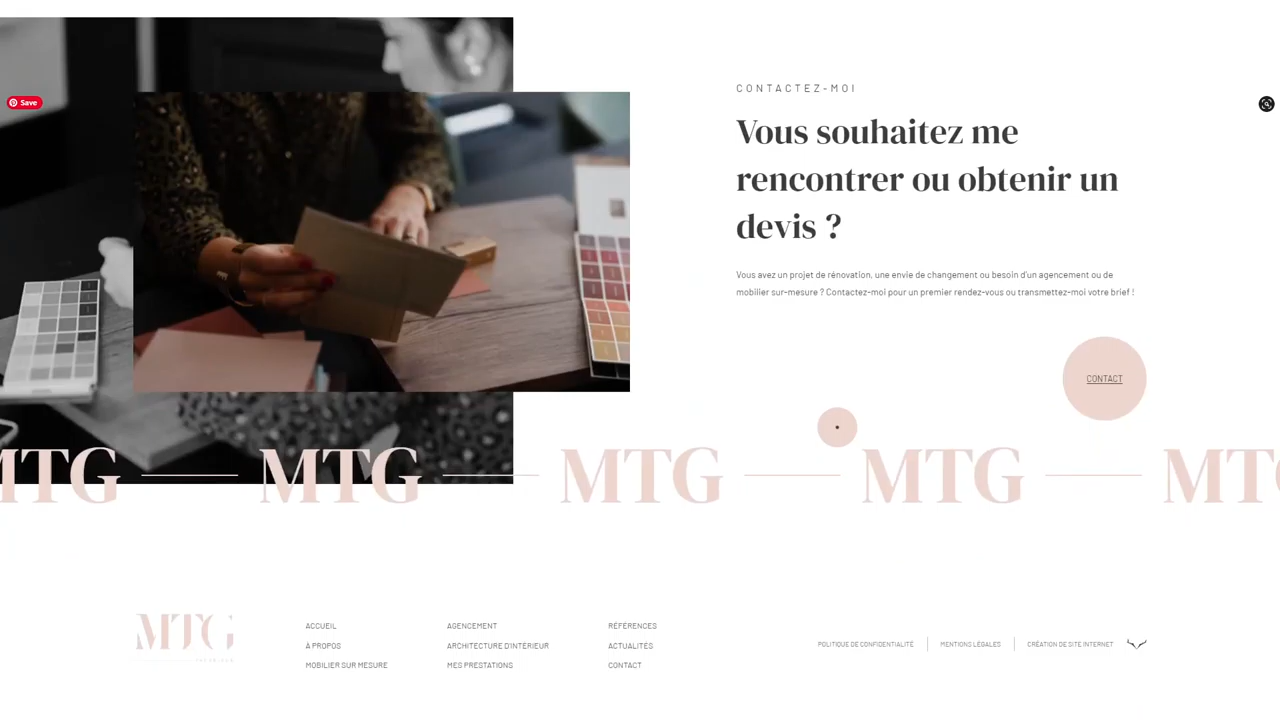 Save
CONTACTEZ-MOI
Vous souhaitez me
rencontrer ou obtenir un
devis ?
Vous avez un projet de rénovation, une envie de changement ou besoin d'un agencement ou de
mobilier sur-mesure ? Contactez-moi pour un premier rendez-vous ou transmettez-moi votre brief !
CONTACT
MTG MTG MTG MTG MT
MTG
ACCUEIL
À PROPOS
MOBILIER SUR MESURE
AGENCEMENT
ARCHITECTURE D'INTÉRIEUR
MES PRESTATIONS
RÉFÉRENCES
ACTUALITÉS
CONTACT
POLITIQUE DE CONFIDENTIALITÉ
MENTIONS LÉGALES
CRÉATION DE SITE INTERNET